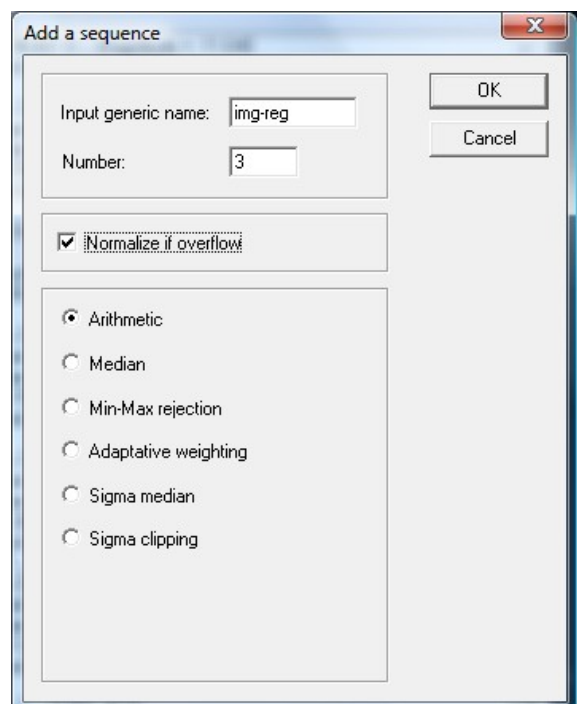 Add a sequence
Input generic name: img-reg
Number: 3
Normalize if overflow
Arithmetic
Median
Min-Max rejection
Adaptative weighting
Sigma median
Sigma clipping
OK
Cancel